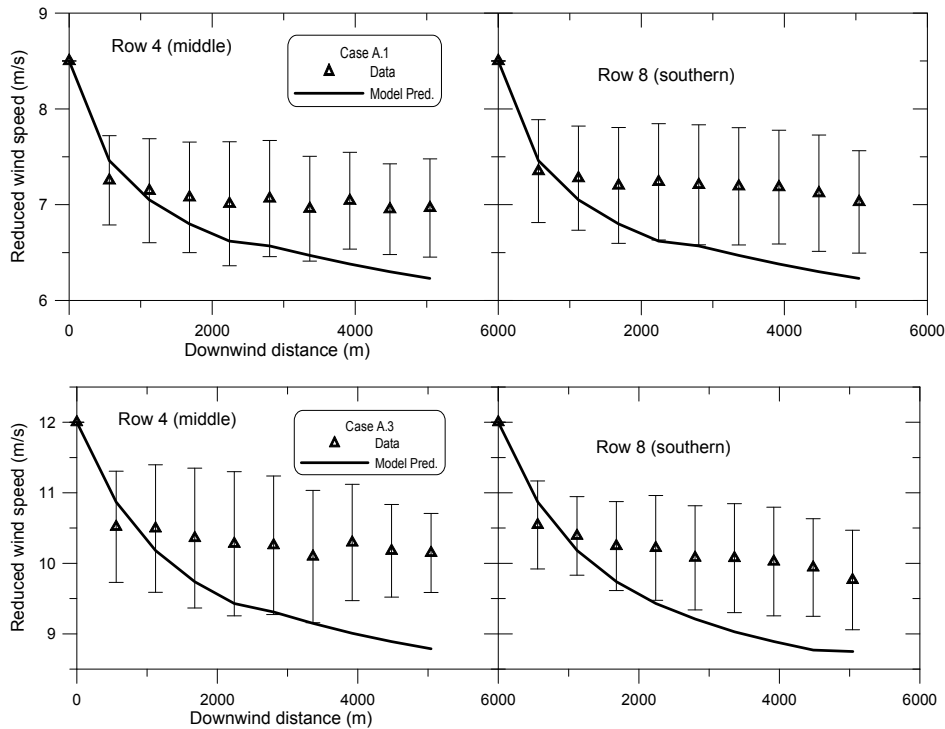 9
8
7
6
Reduced wind speed (m/s)
Row 4 (middle)
Case A.1
Data
Model Pred.
Row 8 (southern)
0
2000
4000
6000
2000
4000
6000
Downwind distance (m)
12
11
10
9
Reduced wind speed (m/s)
Row 4 (middle)
Case A.3
Data
Model Pred.
Row 8 (southern)
0
2000
4000
6000
2000
4000
6000
Downwind distance (m)